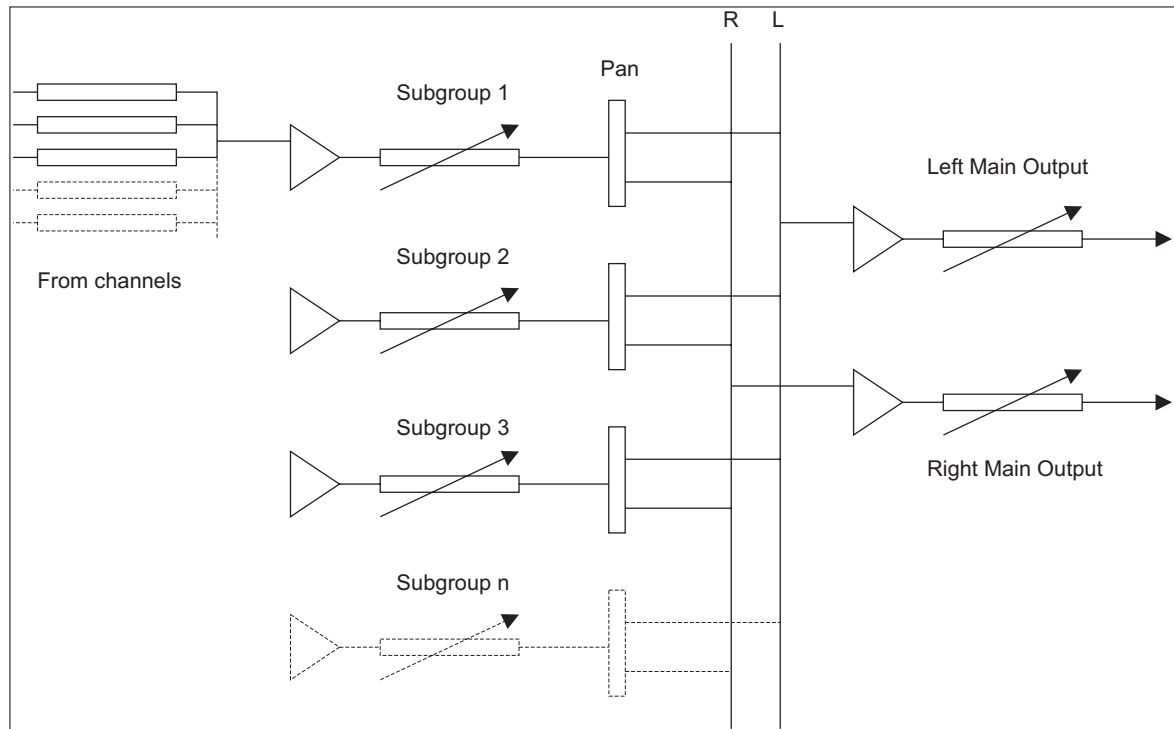 R L
Pan
Subgroup 1
Left Main Output
Subgroup 2
From channels
Subgroup 3
Right Main Output
Subgroup n